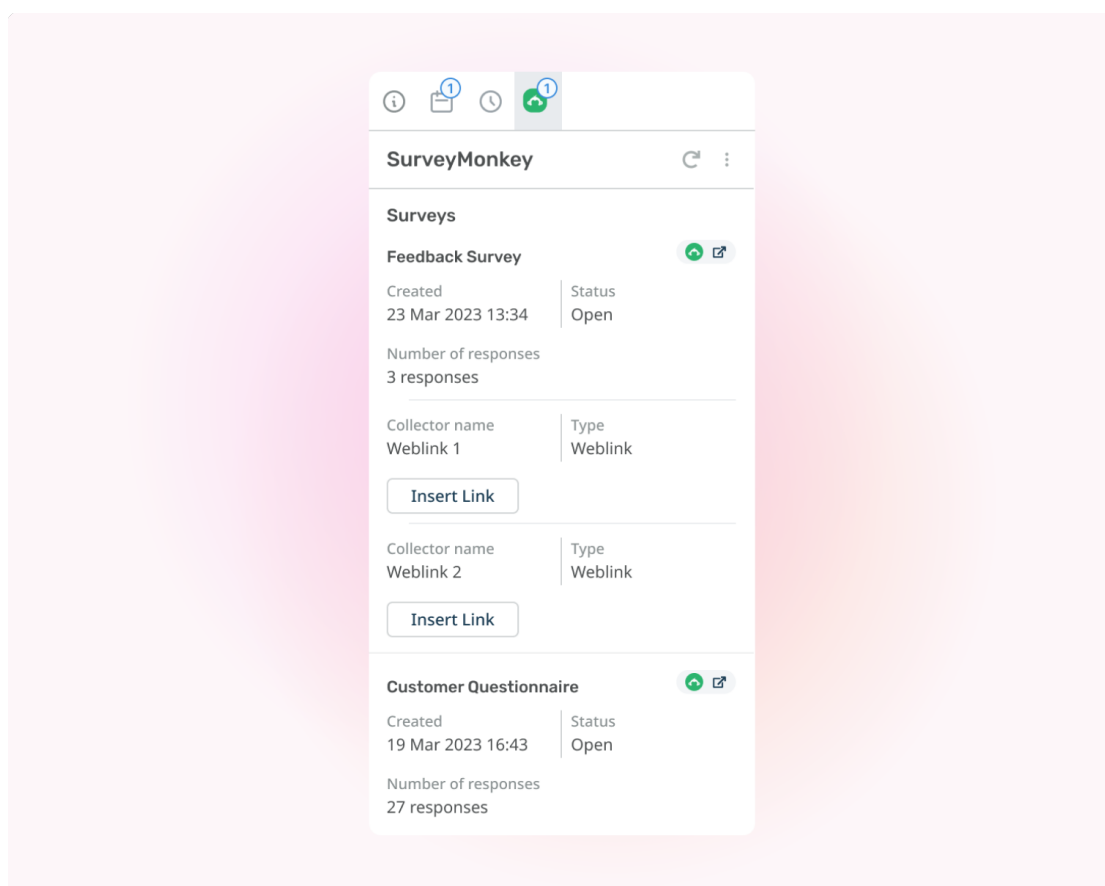 1
1
SurveyMonkey
Surveys
Feedback Survey
Created Status
23 Mar 2023 13:34 Open
Number of responses
3 responses
Collector name Type
Weblink 1 Weblink
Insert Link
Collector name Type
Weblink 2 Weblink
Insert Link
Customer Questionnaire
Created Status
19 Mar 2023 16:43 Open
Number of responses
27 responses